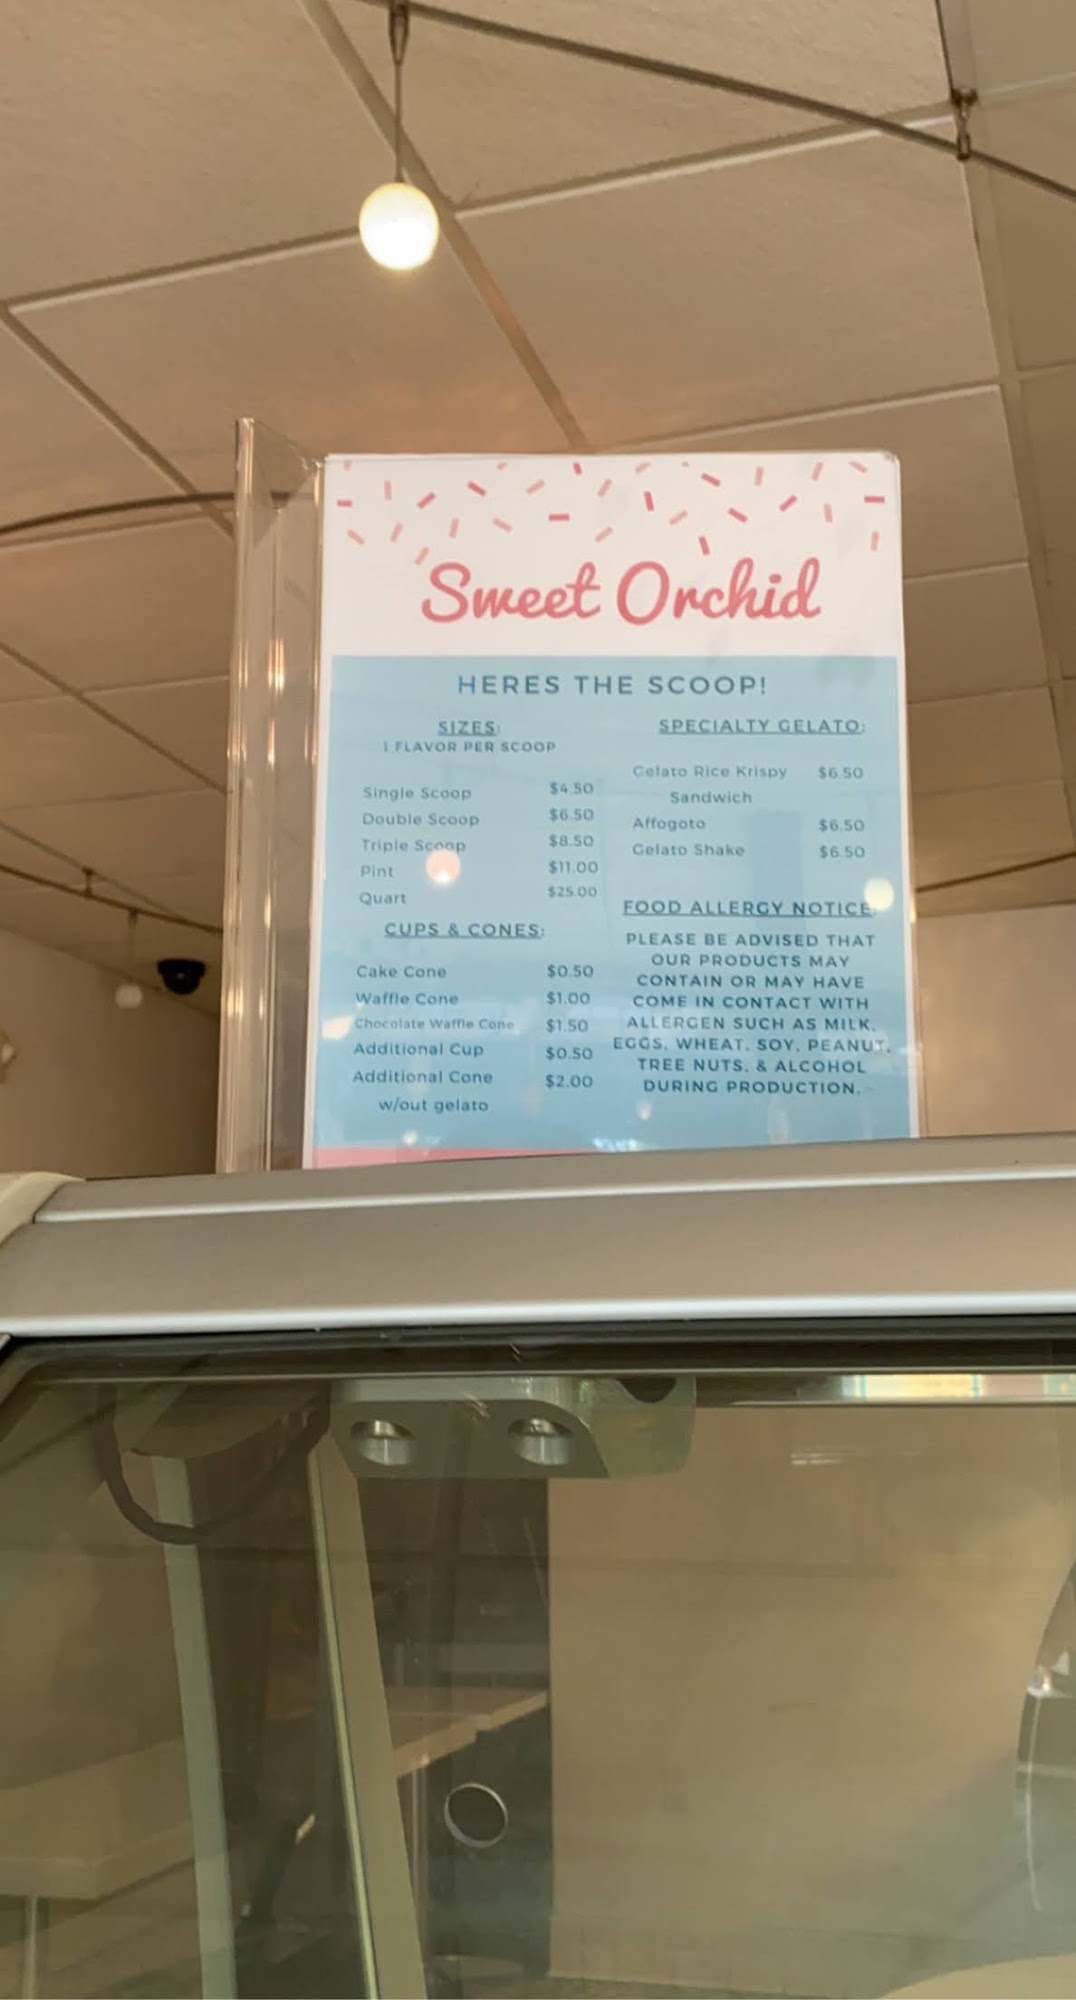 Sweet Orchid
HERES THE SCOOP!
SIZES:
1 FLAVOR PER SCOOP
Single Scoop $4.50
Double Scoop $6.50
Triple Scoop $8.50
Pint $11.00
Quart $25.00
CUPS & CONES:
Cake Cone $0.50
Waffle Cone $1.00
Chocolate Waffle Cone $1.50
Additional Cup $0.50
Additional Cone $2.00
w/out gelato
SPECIALTY GELATO:
Gelato Rice Krispy $6.50
Sandwich
Affogoto $6.50
Gelato Shake $6.50
FOOD ALLERGY NOTICE:
PLEASE BE ADVISED THAT
OUR PRODUCTS MAY
CONTAIN OR MAY HAVE
COME IN CONTACT WITH
ALLERGEN SUCH AS MILK,
EGGS, WHEAT, SOY, PEANUT,
TREE NUTS, & ALCOHOL
DURING PRODUCTION.